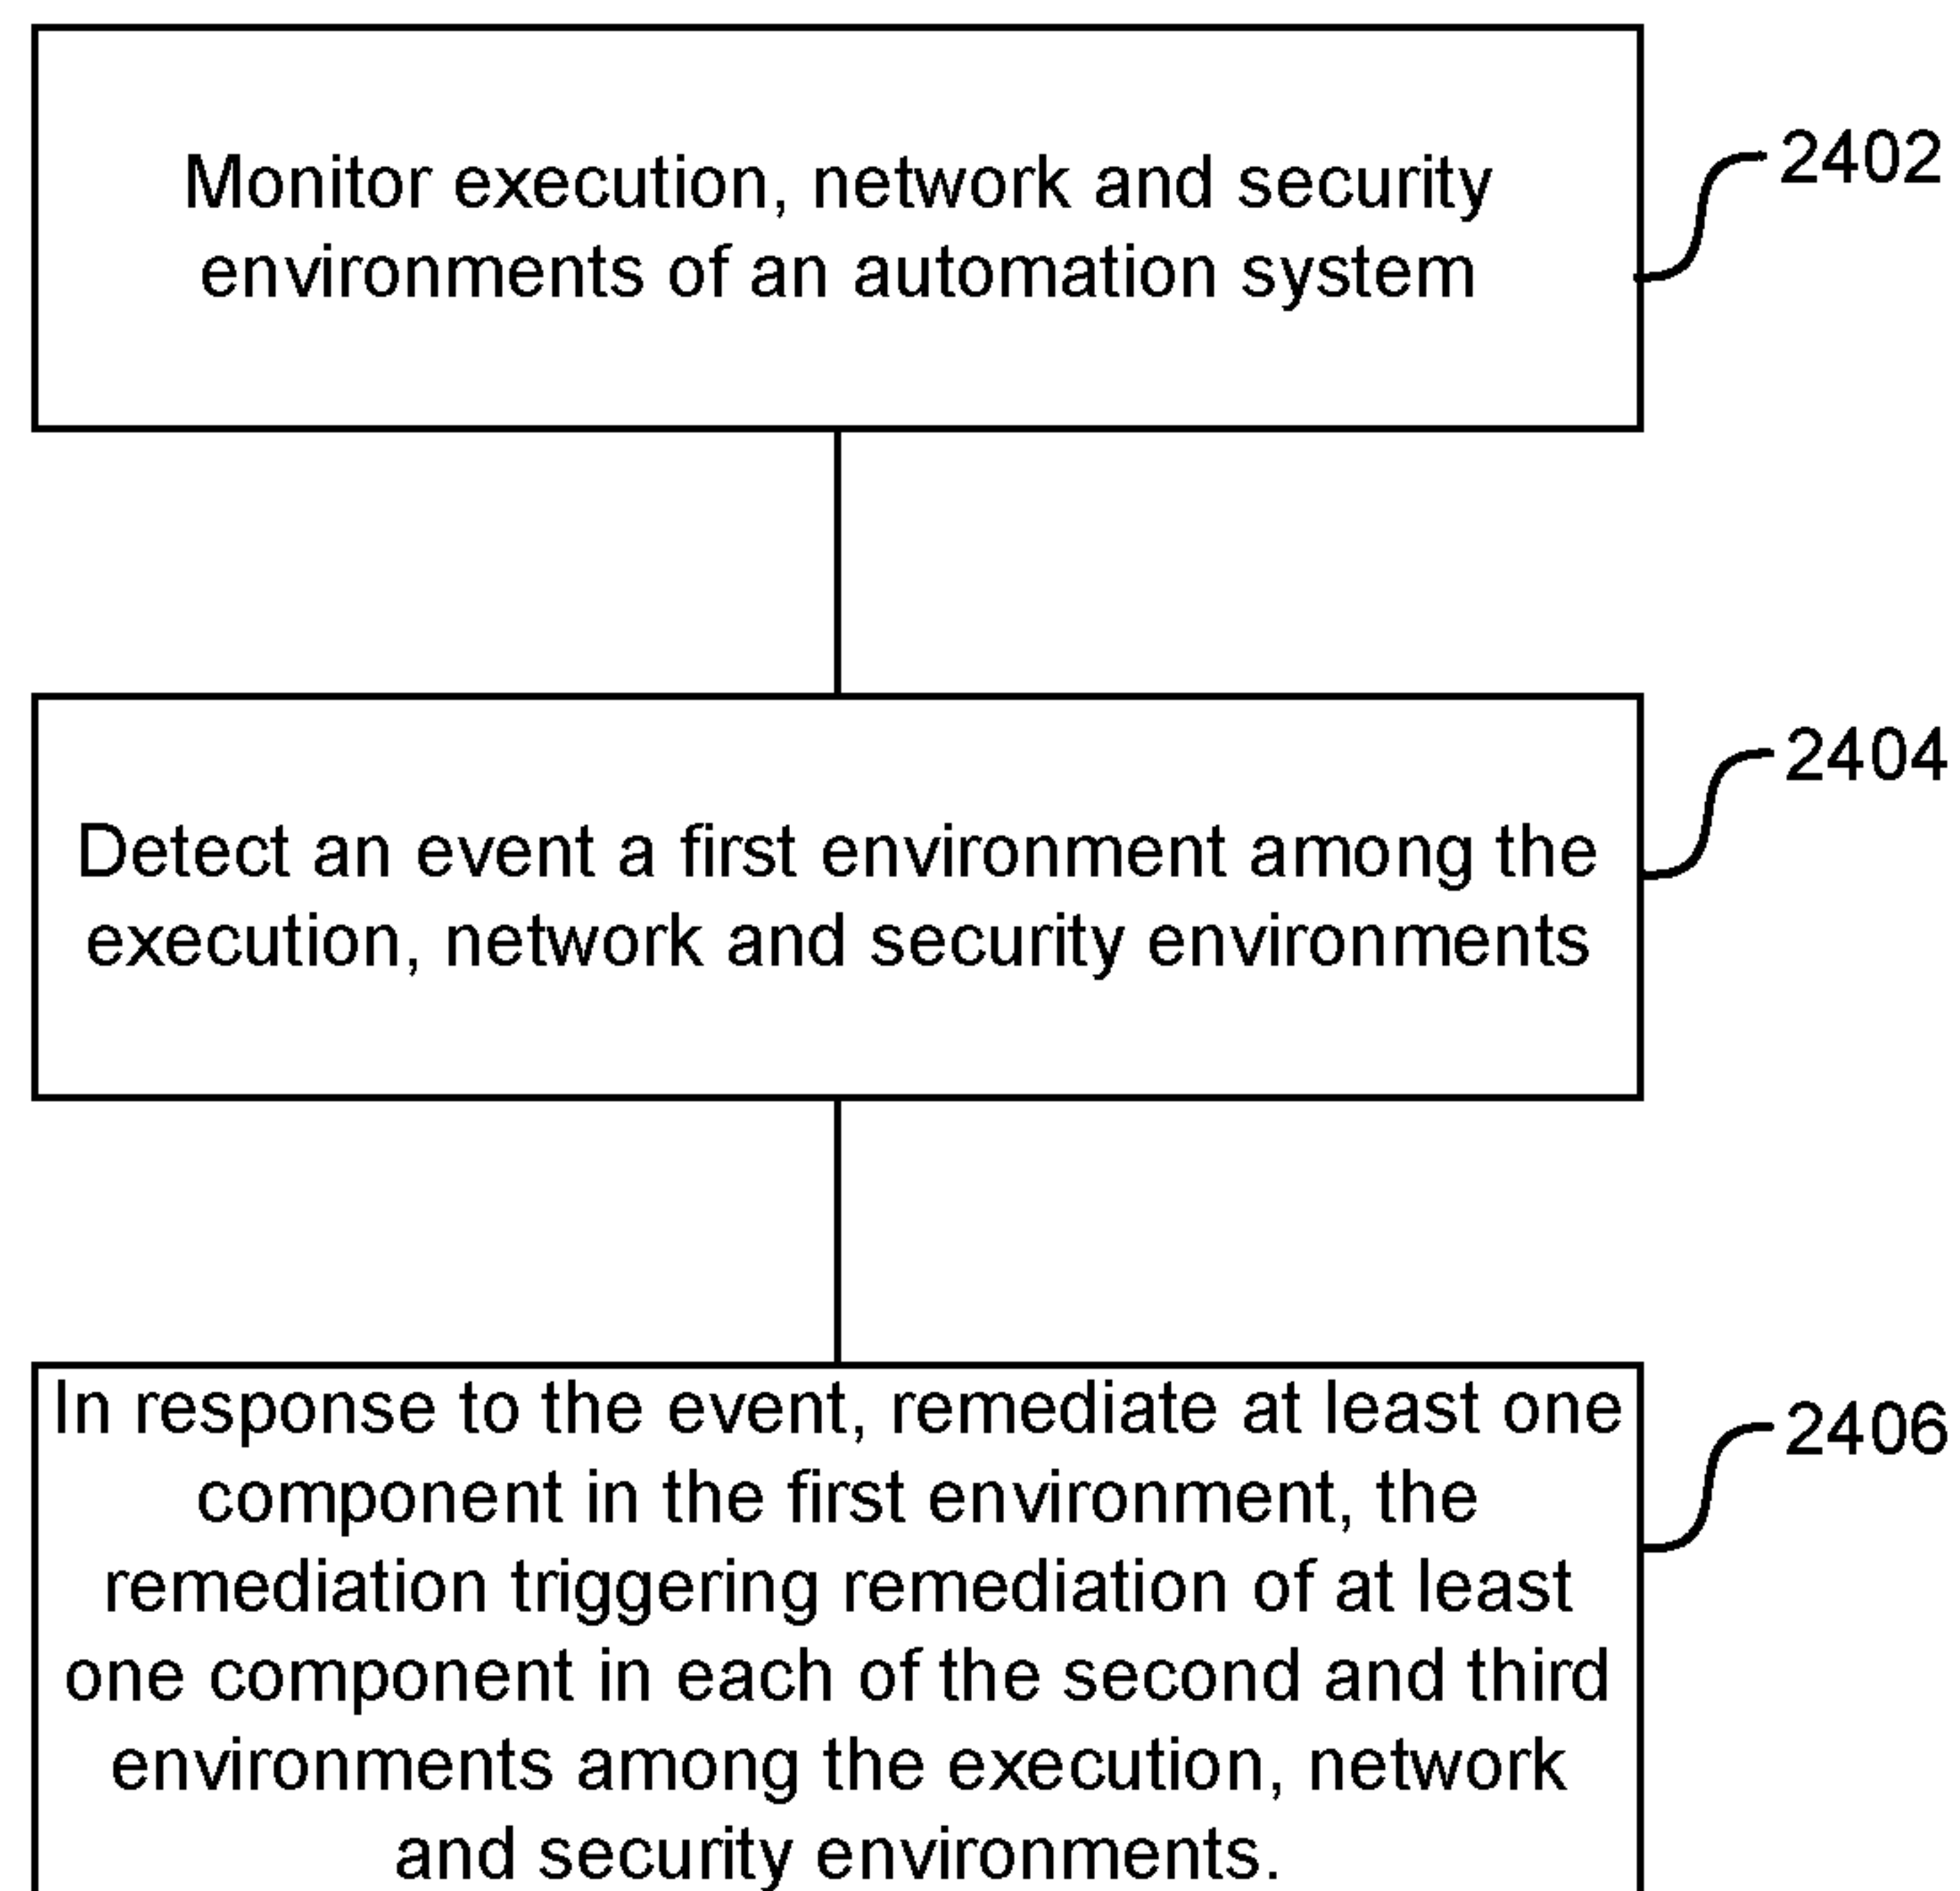 Monitor execution, network and security
environments of an automation system
2402
Detect an event a first environment among the
execution, network and security environments
2404
In response to the event, remediate at least one
component in the first environment, the
remediation triggering remediation of at least
one component in each of the second and third
environments among the execution, network
and security environments.
2406